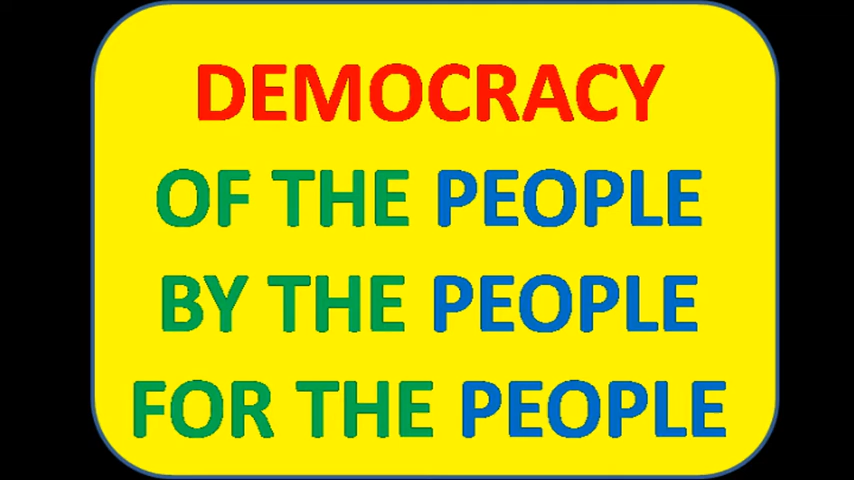 DEMOCRACY
OF THE PEOPLE
BY THE PEOPLE
FOR THE PEOPLE